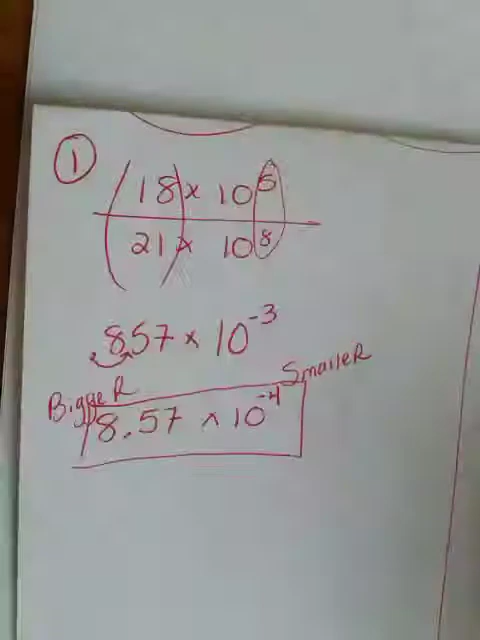 1
(18) x 10 5
(21) x 10 8
.857 x 10^-3
Bigger Smaller
8.57 x 10^-4